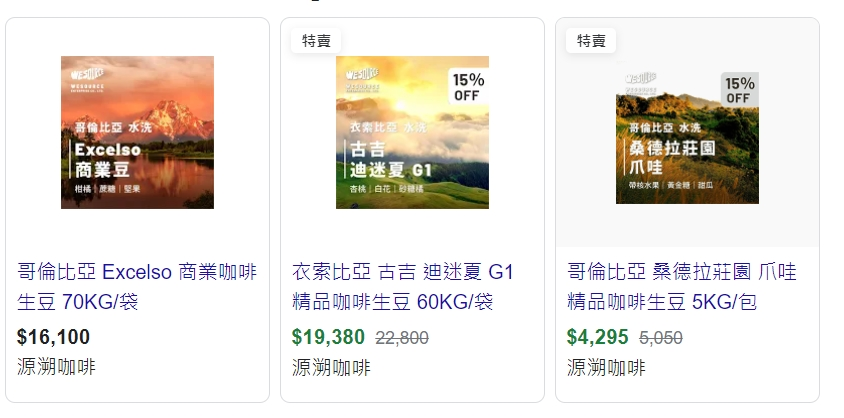 WESOURCE
哥倫比亞 水洗
Excelso
商業豆
柑橘｜蔗糖｜堅果
哥倫比亞 Excelso 商業咖啡
生豆 70KG/袋
$16,100
源溯咖啡
特賣
15%
OFF
衣索比亞 水洗
古吉
迪迷夏 G1
杏桃｜白花｜砂糖橘
衣索比亞 古吉 迪迷夏 G1
精品咖啡生豆 60KG/袋
$19,380 22,800
源溯咖啡
特賣
15%
OFF
哥倫比亞 水洗
桑德拉莊園
爪哇
帶核水果｜黃金糖｜甜瓜
哥倫比亞 桑德拉莊園 爪哇
精品咖啡生豆 5KG/包
$4,295 5,050
源溯咖啡